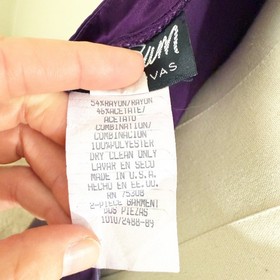 VAS
54%RAYON/RAYON
46%ACETATE/
ACETATO
COMBINATION/
COMBINACION
100%POLYESTER
DRY CLEAN ONLY
LAVAR EN SECO
MADE IN U.S.A.
HECHO EN EE.UU.
RN 75308
2-PIECE GARMENT
DOS PIEZAS
1010/2488-89